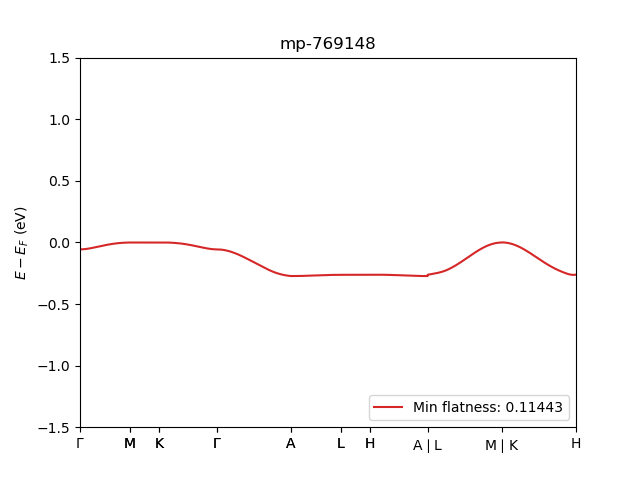 mp-769148
E − E_F (eV)
1.5
1.0
0.5
0.0
−0.5
−1.0
−1.5
Min flatness: 0.11443
Γ M K Γ A L H A | L M | K H